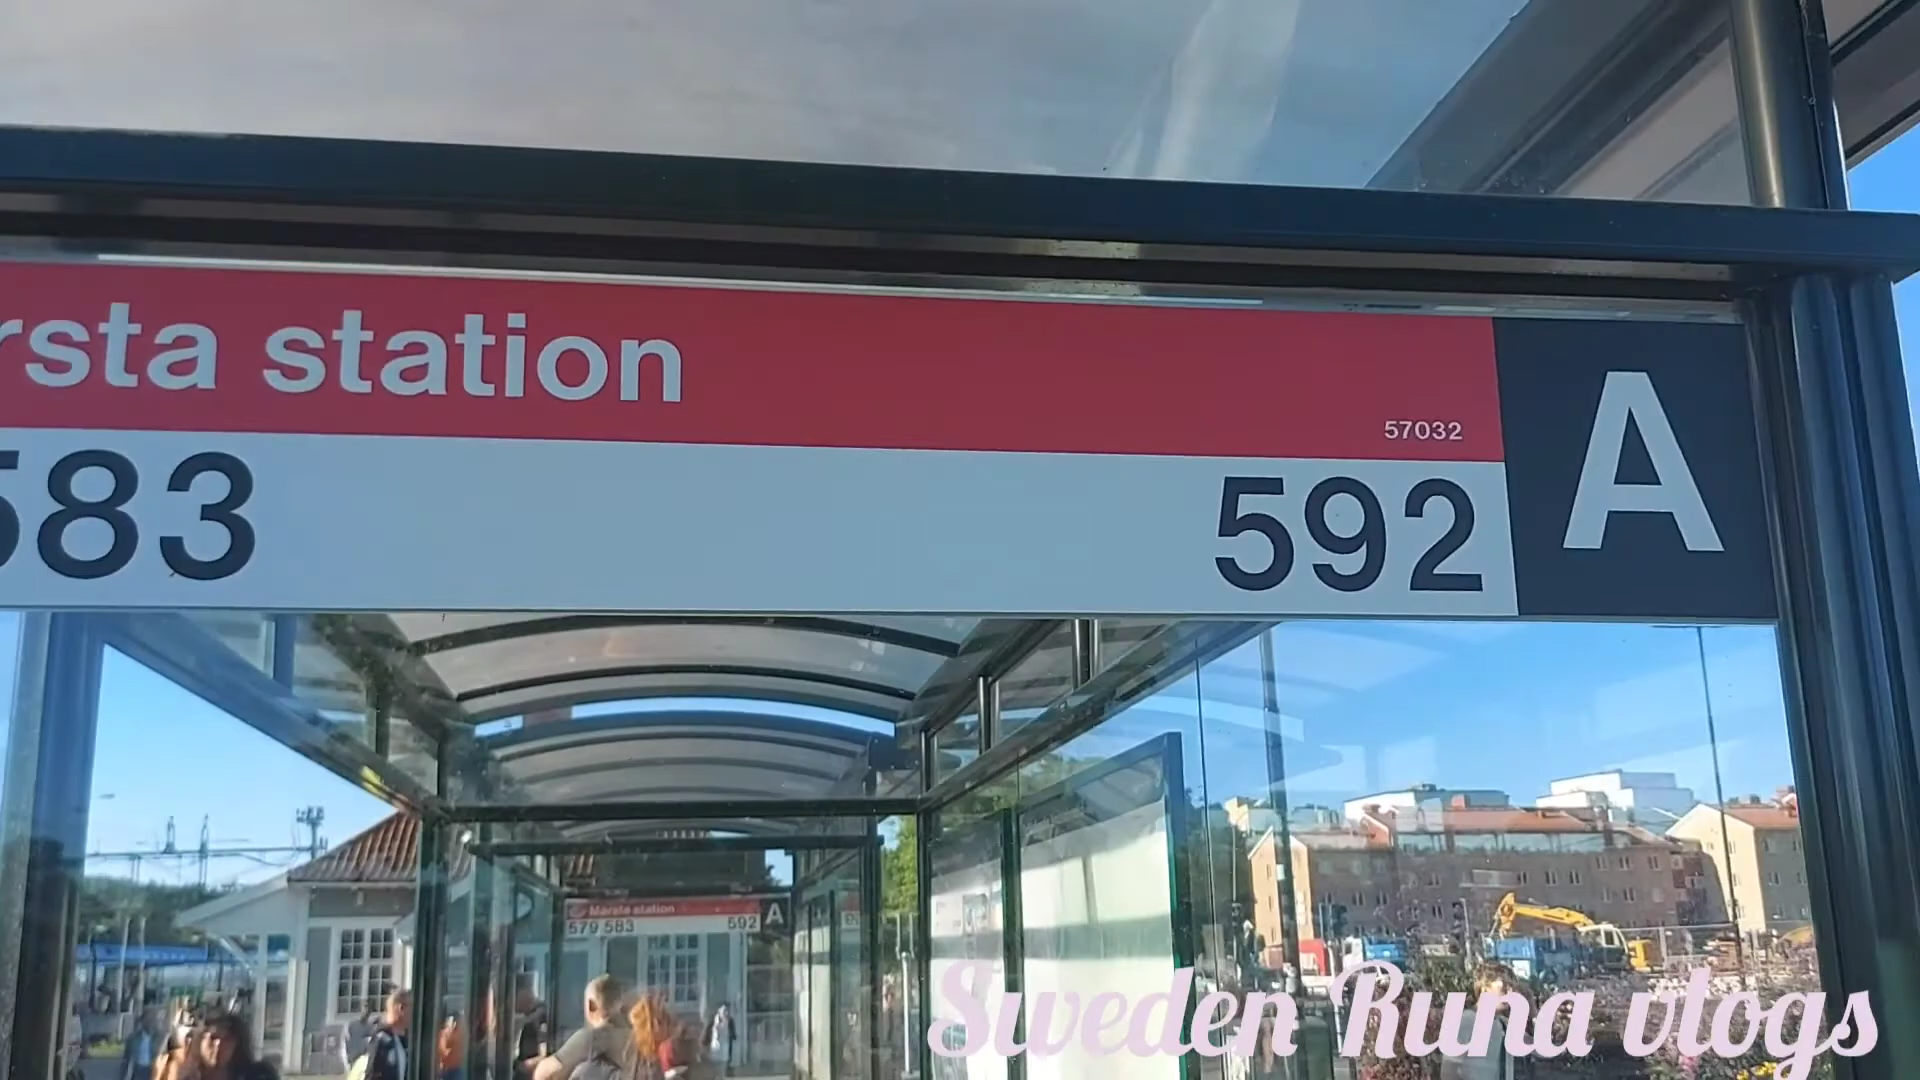 rsta station
57032
583
592
A
Märsta station
579 583
592
A
Sweden Runa vlogs